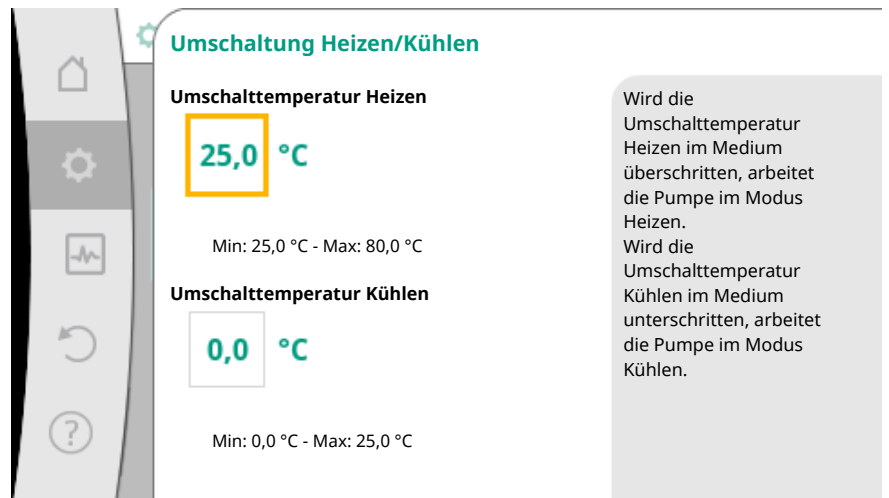 Umschaltung Heizen/Kühlen
Umschalttemperatur Heizen
25,0 °C
Min: 25,0 °C - Max: 80,0 °C
Umschalttemperatur Kühlen
0,0 °C
Min: 0,0 °C - Max: 25,0 °C
Wird die
Umschalttemperatur
Heizen im Medium
überschritten, arbeitet
die Pumpe im Modus
Heizen.
Wird die
Umschalttemperatur
Kühlen im Medium
unterschritten, arbeitet
die Pumpe im Modus
Kühlen.
?